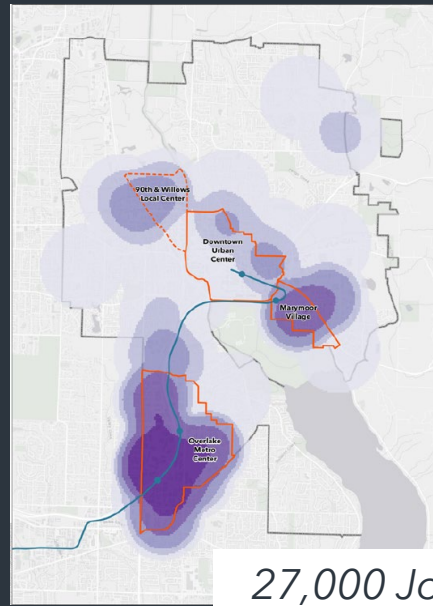 90th & Willows
Local Center
Downtown
Urban
Center
Marymoor
Village
Overlake
Metro
Center
27,000 Jo